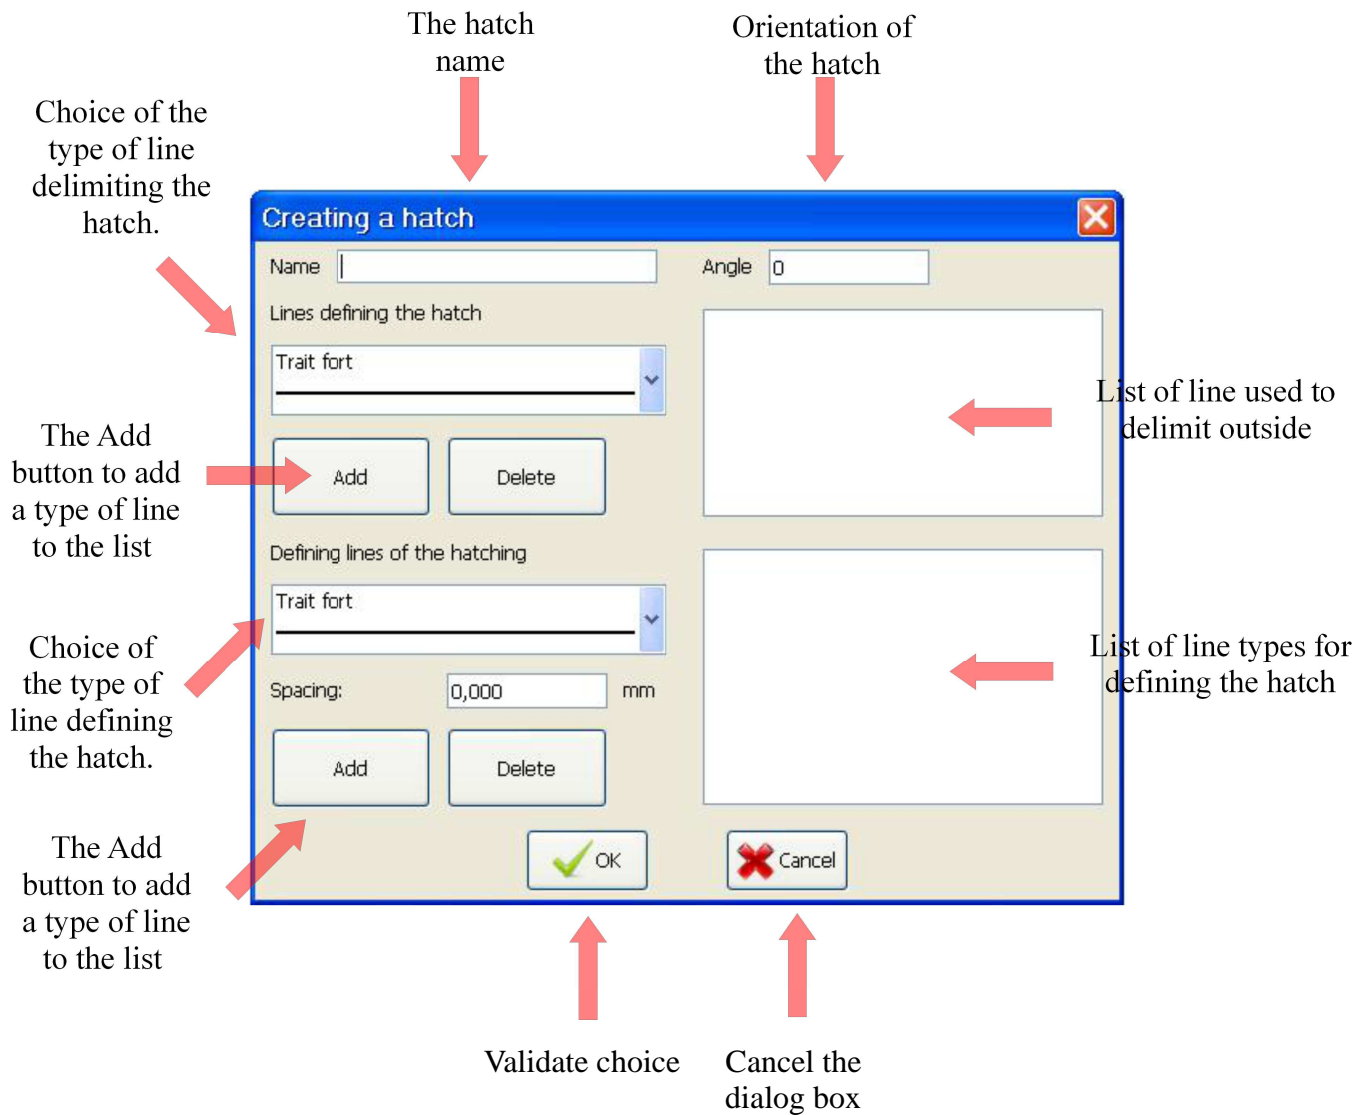 The hatch
name
Orientation of
the hatch
Choice of the
type of line
delimiting the
hatch.
Creating a hatch
Name
Angle 0
Lines defining the hatch
Trait fort
List of line used to
delimit outside
The Add
button to add
a type of line
to the list
Add
Delete
Defining lines of the hatching
Trait fort
Choice of
the type of
line defining
the hatch.
List of line types for
defining the hatch
Spacing: 0,000 mm
Add
Delete
The Add
button to add
a type of line
to the list
OK
Cancel
Validate choice
Cancel the
dialog box